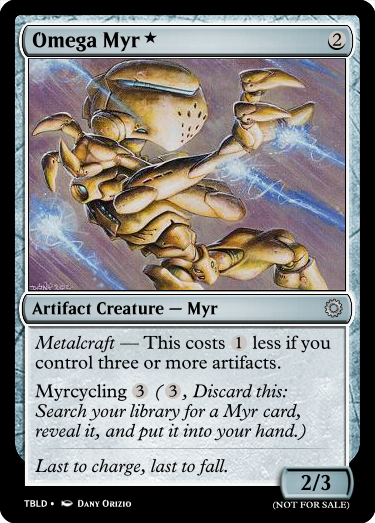 Omega Myr ★ 2
DANY 2K2
Artifact Creature — Myr
Metalcraft — This costs 1 less if you
control three or more artifacts.
Myrcycling 3 ( 3, Discard this:
Search your library for a Myr card,
reveal it, and put it into your hand.)
Last to charge, last to fall.
2/3
TBLD • DANY ORIZIO
(NOT FOR SALE)